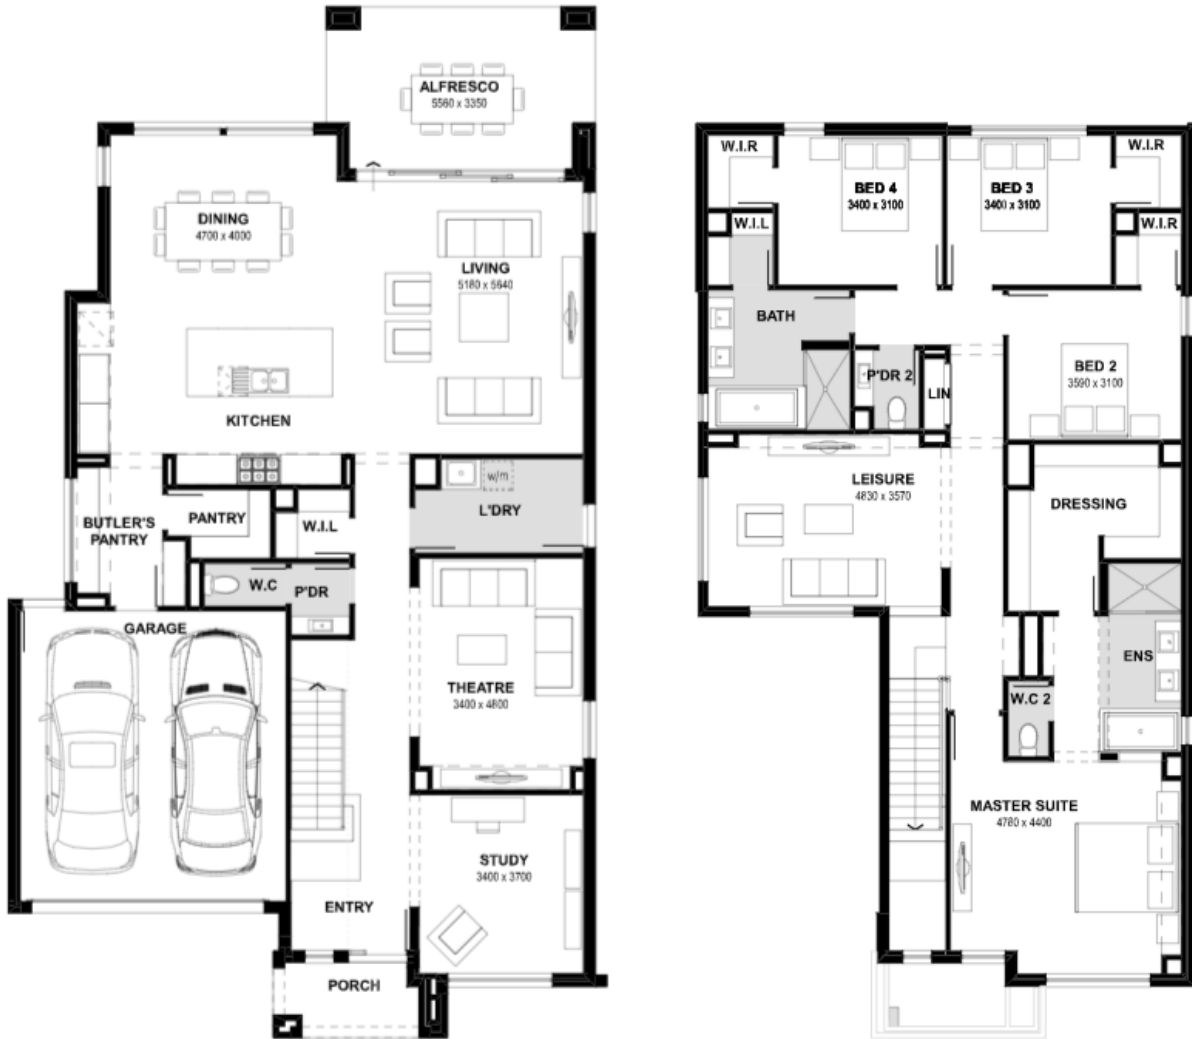 ALFRESCO
5560 x 3350
DINING
4700 x 4000
LIVING
5180 x 5640
KITCHEN
w/m
L'DRY
BUTLER'S
PANTRY
PANTRY
W.I.L
W.C
P'DR
GARAGE
THEATRE
3400 x 4800
STUDY
3400 x 3700
ENTRY
PORCH
W.I.R
BED 4
3400 x 3100
BED 3
3400 x 3100
W.I.R
W.I.L
W.I.R
BATH
P'DR 2
LIN
BED 2
3590 x 3100
LEISURE
4830 x 3570
DRESSING
ENS
W.C 2
MASTER SUITE
4780 x 4400